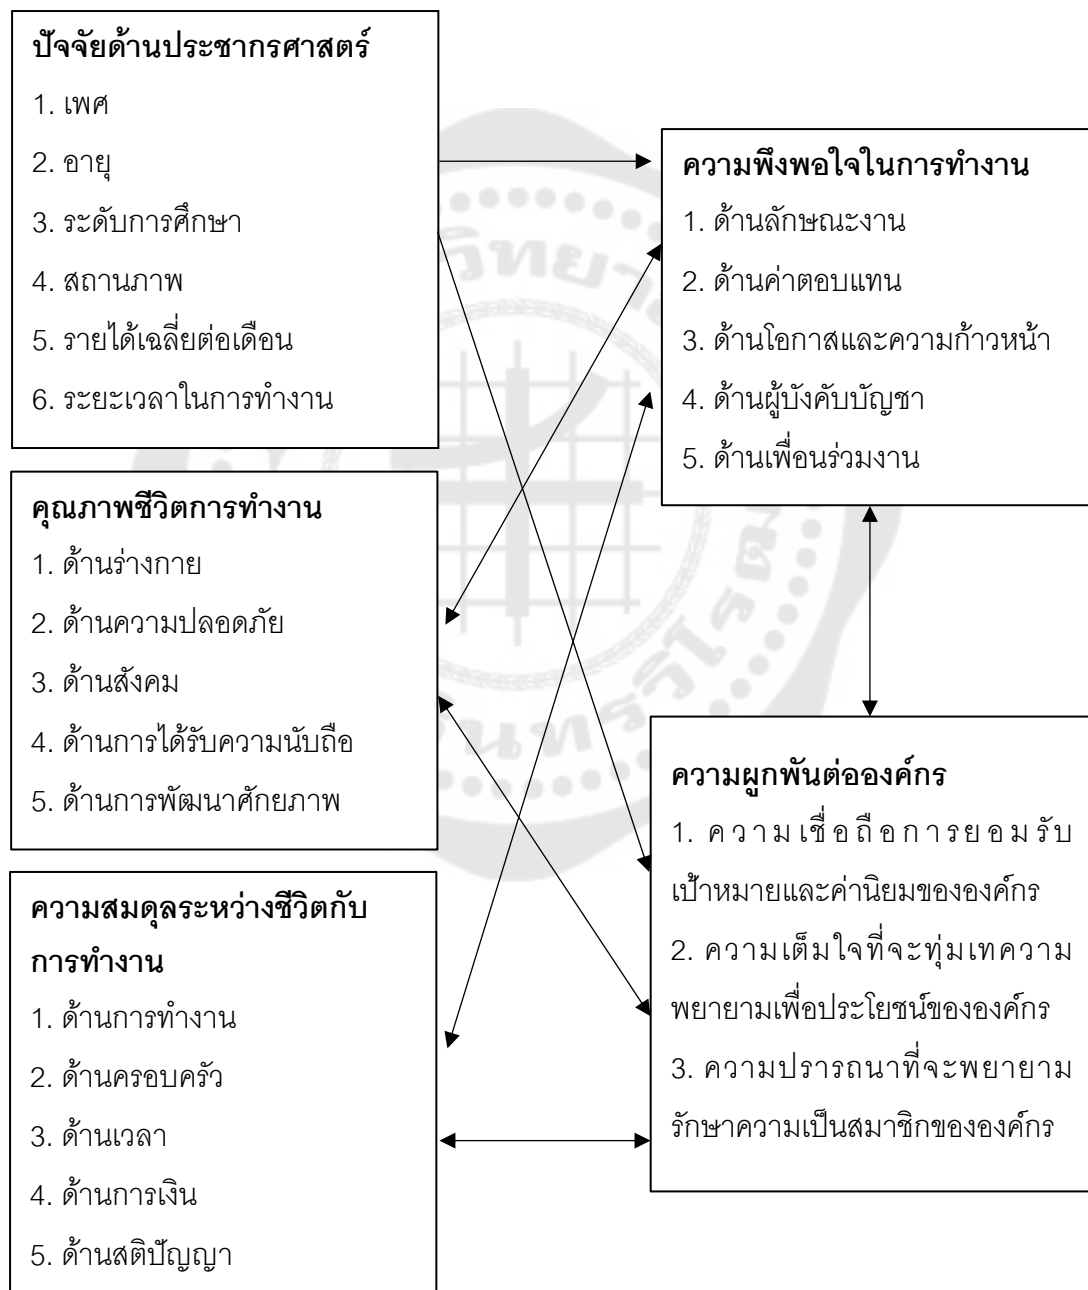 ปัจจัยด้านประชากรศาสตร์
1. เพศ
2. อายุ
3. ระดับการศึกษา
4. สถานภาพ
5. รายได้เฉลี่ยต่อเดือน
6. ระยะเวลาในการทำงาน
คุณภาพชีวิตการทำงาน
1. ด้านร่างกาย
2. ด้านความปลอดภัย
3. ด้านสังคม
4. ด้านการได้รับความนับถือ
5. ด้านการพัฒนาศักยภาพ
ความสมดุลระหว่างชีวิตกับ
การทำงาน
1. ด้านการทำงาน
2. ด้านครอบครัว
3. ด้านเวลา
4. ด้านการเงิน
5. ด้านสติปัญญา
ความพึงพอใจในการทำงาน
1. ด้านลักษณะงาน
2. ด้านค่าตอบแทน
3. ด้านโอกาสและความก้าวหน้า
4. ด้านผู้บังคับบัญชา
5. ด้านเพื่อนร่วมงาน
ความผูกพันต่อองค์กร
1. ความเชื่อถือการยอมรับ
เป้าหมายและค่านิยมขององค์กร
2. ความเต็มใจที่จะทุ่มเทความ
พยายามเพื่อประโยชน์ขององค์กร
3. ความปรารถนาที่จะพยายาม
รักษาความเป็นสมาชิกขององค์กร